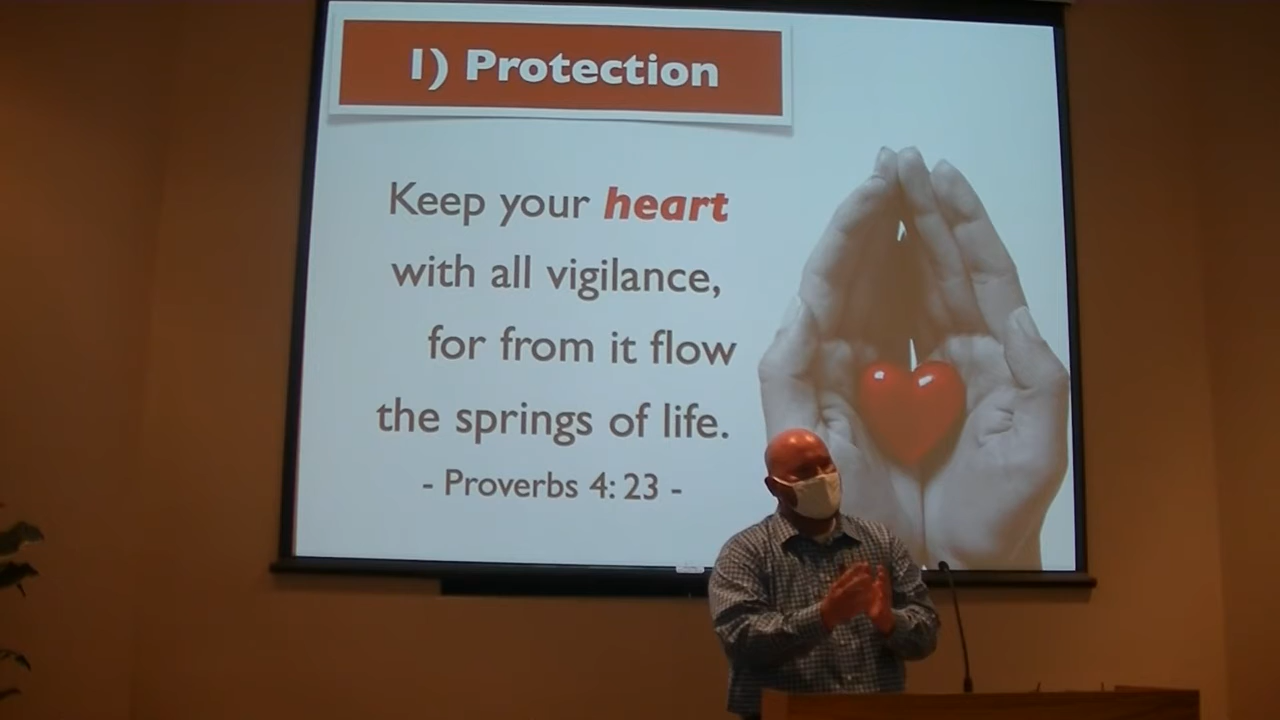 1) Protection
Keep your heart
with all vigilance,
for from it flow
the springs of life.
- Proverbs 4: 23 -